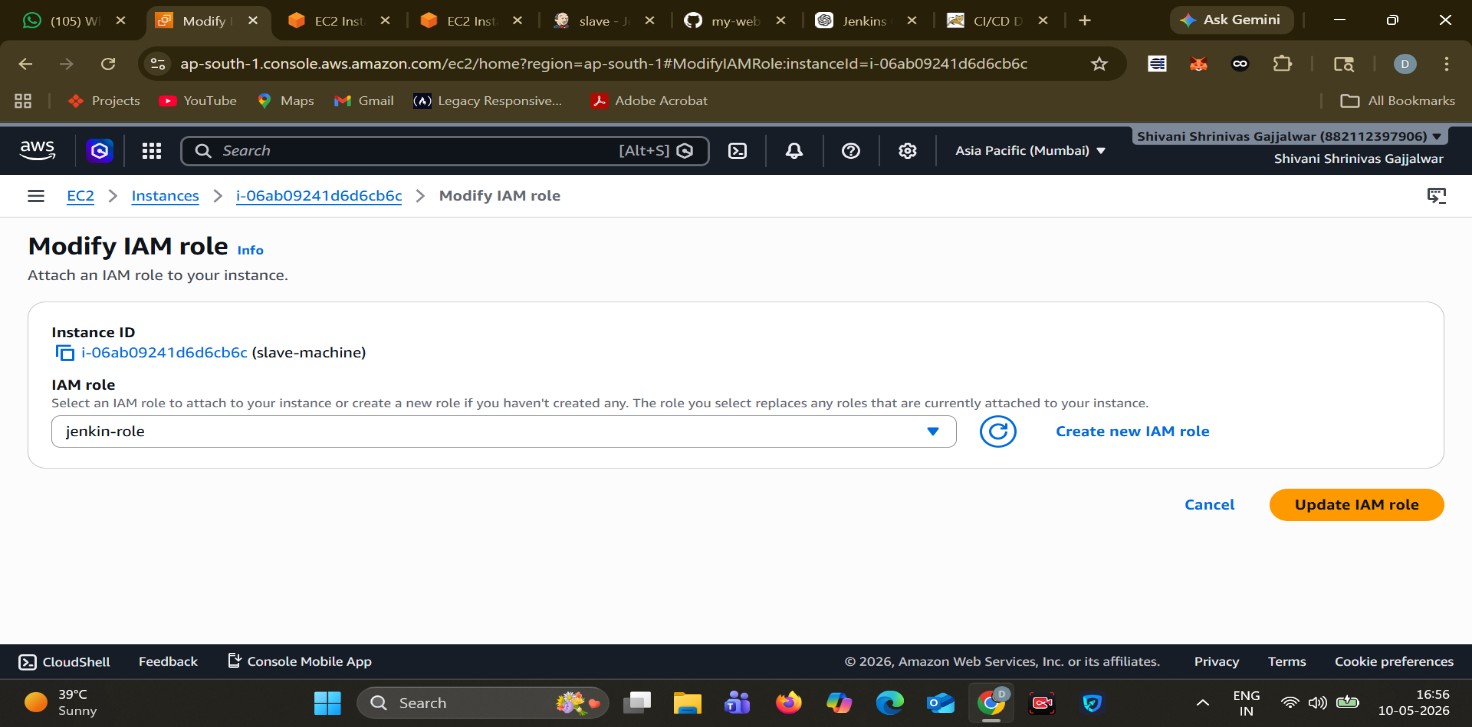 (105) W
Modify
EC2 Inst
EC2 Inst
slave - J
my-web
Jenkins
CI/CD D
Ask Gemini
ap-south-1.console.aws.amazon.com/ec2/home?region=ap-south-1#ModifyIAMRole:instanceId=i-06ab09241d6d6cb6c
D
Projects
YouTube
Maps
Gmail
Legacy Responsive...
Adobe Acrobat
All Bookmarks
aws
Search
[Alt+S]
Asia Pacific (Mumbai)
Shivani Shrinivas Gajjalwar (882112397906)
Shivani Shrinivas Gajjalwar
EC2
Instances
i-06ab09241d6d6cb6c
Modify IAM role
Modify IAM role Info
Attach an IAM role to your instance.
Instance ID
i-06ab09241d6d6cb6c (slave-machine)
IAM role
Select an IAM role to attach to your instance or create a new role if you haven't created any. The role you select replaces any roles that are currently attached to your instance.
jenkin-role
Create new IAM role
Cancel
Update IAM role
CloudShell
Feedback
Console Mobile App
© 2026, Amazon Web Services, Inc. or its affiliates.
Privacy
Terms
Cookie preferences
39°C
Sunny
Search
D
ENG
IN
16:56
10-05-2026